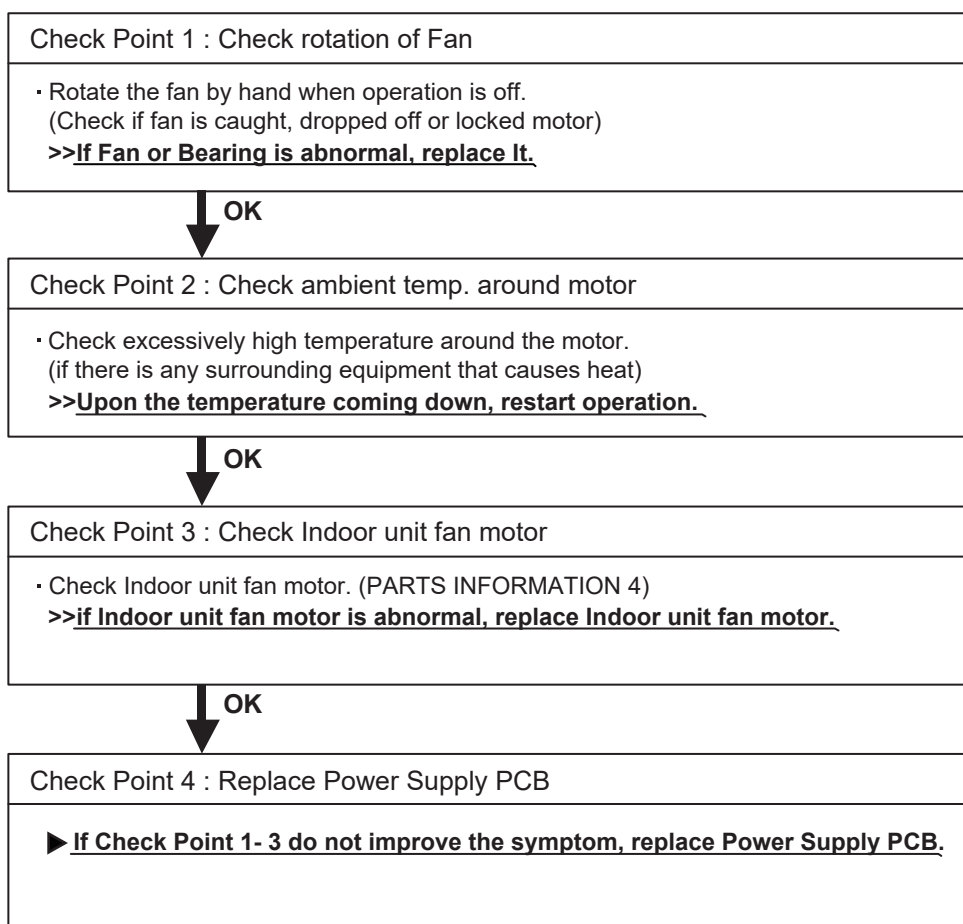 Check Point 1 : Check rotation of Fan
· Rotate the fan by hand when operation is off.
(Check if fan is caught, dropped off or locked motor)
>>If Fan or Bearing is abnormal, replace It.
OK
Check Point 2 : Check ambient temp. around motor
· Check excessively high temperature around the motor.
(if there is any surrounding equipment that causes heat)
>>Upon the temperature coming down, restart operation.
OK
Check Point 3 : Check Indoor unit fan motor
· Check Indoor unit fan motor. (PARTS INFORMATION 4)
>>if Indoor unit fan motor is abnormal, replace Indoor unit fan motor.
OK
Check Point 4 : Replace Power Supply PCB
▶ If Check Point 1- 3 do not improve the symptom, replace Power Supply PCB.